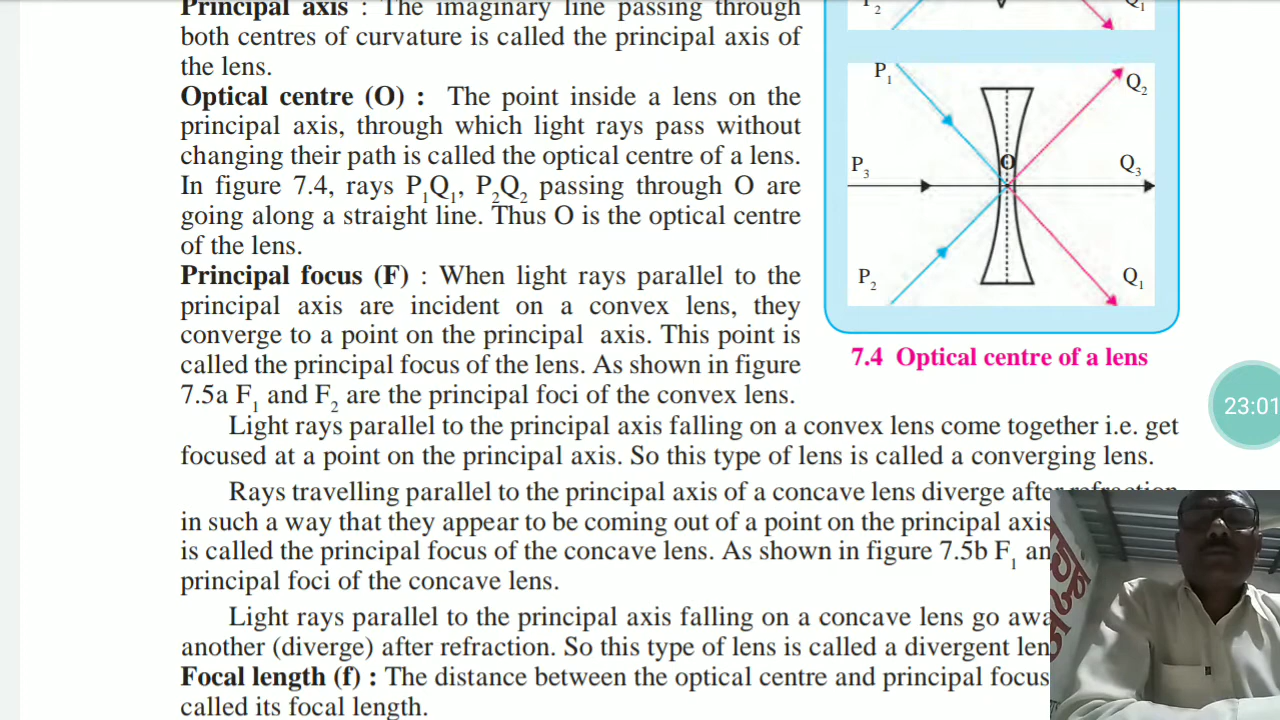 Principal axis : The imaginary line passing through
both centres of curvature is called the principal axis of
the lens.
Optical centre (O) : The point inside a lens on the
principal axis, through which light rays pass without
changing their path is called the optical centre of a lens.
In figure 7.4, rays P₁Q₁, P₂Q₂ passing through O are
going along a straight line. Thus O is the optical centre
of the lens.
Principal focus (F) : When light rays parallel to the
principal axis are incident on a convex lens, they
converge to a point on the principal axis. This point is
called the principal focus of the lens. As shown in figure
7.5a F₁ and F₂ are the principal foci of the convex lens.
P₂
Q₁
P₁
Q₂
P₃
O
Q₃
P₂
Q₁
7.4 Optical centre of a lens
Light rays parallel to the principal axis falling on a convex lens come together i.e. get
focused at a point on the principal axis. So this type of lens is called a converging lens.
Rays travelling parallel to the principal axis of a concave lens diverge after refraction
in such a way that they appear to be coming out of a point on the principal axis
is called the principal focus of the concave lens. As shown in figure 7.5b F₁ an
principal foci of the concave lens.
Light rays parallel to the principal axis falling on a concave lens go awa
another (diverge) after refraction. So this type of lens is called a divergent len
Focal length (f) : The distance between the optical centre and principal focus
called its focal length.
23:01